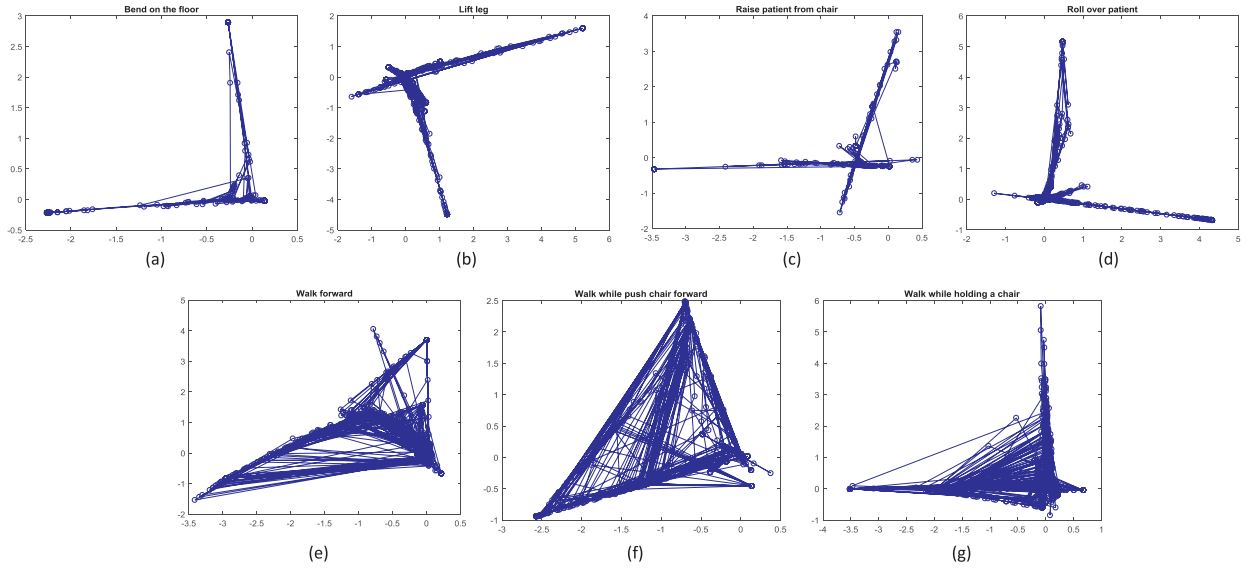 Bend on the floor
3
2.5
2
1.5
1
0.5
0
-0.5
-2.5 -2 -1.5 -1 -0.5 0 0.5
(a)
Lift leg
2
1
0
-1
-2
-3
-4
-5
-2 -1 0 1 2 3 4 5 6
(b)
Raise patient from chair
4
3
2
1
0
-1
-2
-3.5 -3 -2.5 -2 -1.5 -1 -0.5 0 0.5
(c)
Roll over patient
6
5
4
3
2
1
0
-1
-2 -1 0 1 2 3 4 5
(d)
Walk forward
5
4
3
2
1
0
-1
-2
-3.5 -3 -2.5 -2 -1.5 -1 -0.5 0 0.5
(e)
Walk while push chair forward
2.5
2
1.5
1
0.5
0
-0.5
-1
-3 -2.5 -2 -1.5 -1 -0.5 0 0.5
(f)
Walk while holding a chair
6
5
4
3
2
1
0
-1
-4 -3.5 -3 -2.5 -2 -1.5 -1 -0.5 0 0.5 1
(g)